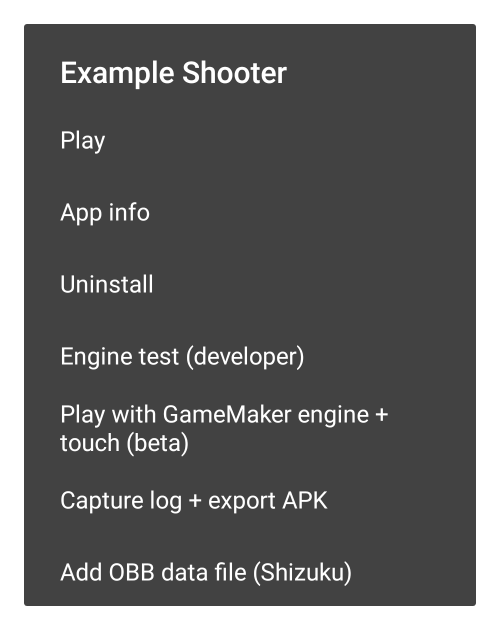 Example Shooter
Play
App info
Uninstall
Engine test (developer)
Play with GameMaker engine +
touch (beta)
Capture log + export APK
Add OBB data file (Shizuku)